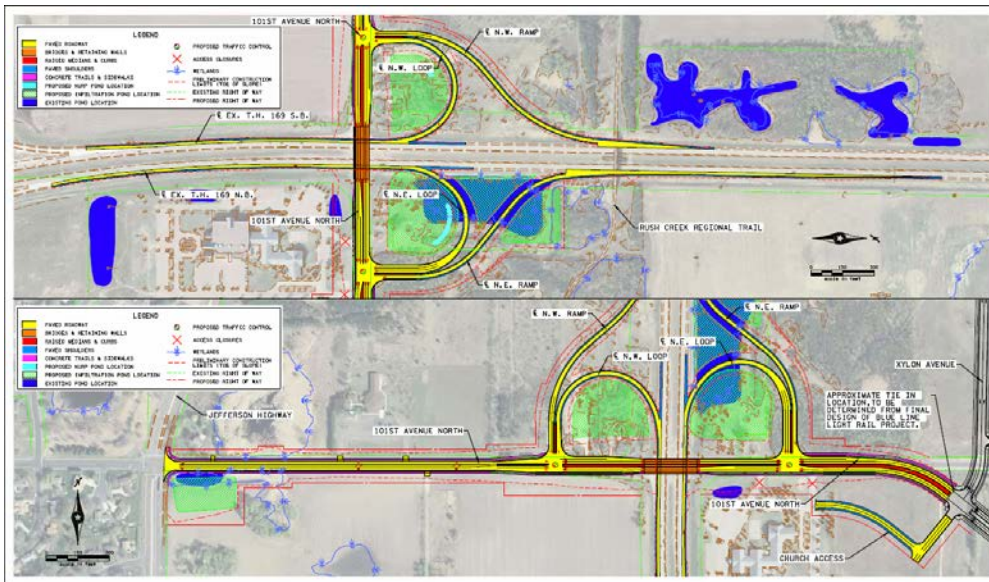 101ST AVENUE NORTH
℄ N.W. RAMP
LEGEND
PAVED ROADWAY
BRIDGES & RETAINING WALLS
RAISED MEDIANS & CURBS
PAVED SHOULDERS
CONCRETE TRAILS & SIDEWALKS
PROPOSED NURP POND LOCATION
PROPOSED INFILTRATION POND LOCATION
EXISTING POND LOCATION
PROPOSED TRAFFIC CONTROL
ACCESS CLOSURES
WETLANDS
PRELIMINARY CONSTRUCTION
LIMITS (TOE OF SLOPE)
EXISTING RIGHT OF WAY
PROPOSED RIGHT OF WAY
℄ N.W. LOOP
℄ EX. T.H. 169 S.B.
℄ EX. T.H. 169 N.B.
℄ N.E. LOOP
101ST AVENUE NORTH
RUSH CREEK REGIONAL TRAIL
℄ N.E. RAMP
SCALE IN FEET
LEGEND
PAVED ROADWAY
BRIDGES & RETAINING WALLS
RAISED MEDIANS & CURBS
PAVED SHOULDERS
CONCRETE TRAILS & SIDEWALKS
PROPOSED NURP POND LOCATION
PROPOSED INFILTRATION POND LOCATION
EXISTING POND LOCATION
PROPOSED TRAFFIC CONTROL
ACCESS CLOSURES
WETLANDS
PRELIMINARY CONSTRUCTION
LIMITS (TOE OF SLOPE)
EXISTING RIGHT OF WAY
PROPOSED RIGHT OF WAY
℄ N.W. RAMP
℄ N.E. RAMP
℄ N.E. LOOP
℄ N.W. LOOP
XYLON AVENUE
JEFFERSON HIGHWAY
101ST AVENUE NORTH
APPROXIMATE TIE IN
LOCATION, TO BE
DETERMINED FROM FINAL
DESIGN OF BLUE LINE
LIGHT RAIL PROJECT.
101ST AVENUE NORTH
CHURCH ACCESS
SCALE IN FEET